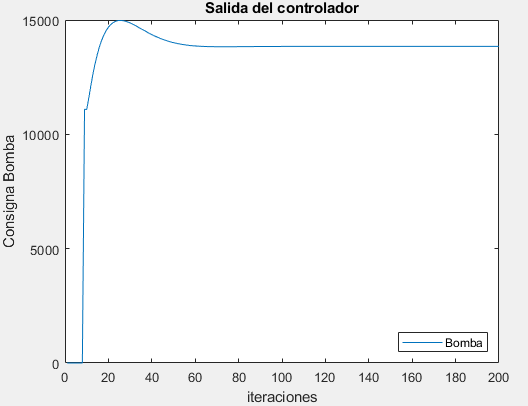 Salida del controlador
15000
10000
5000
0
Consigna Bomba
0 20 40 60 80 100 120 140 160 180 200
iteraciones
Bomba